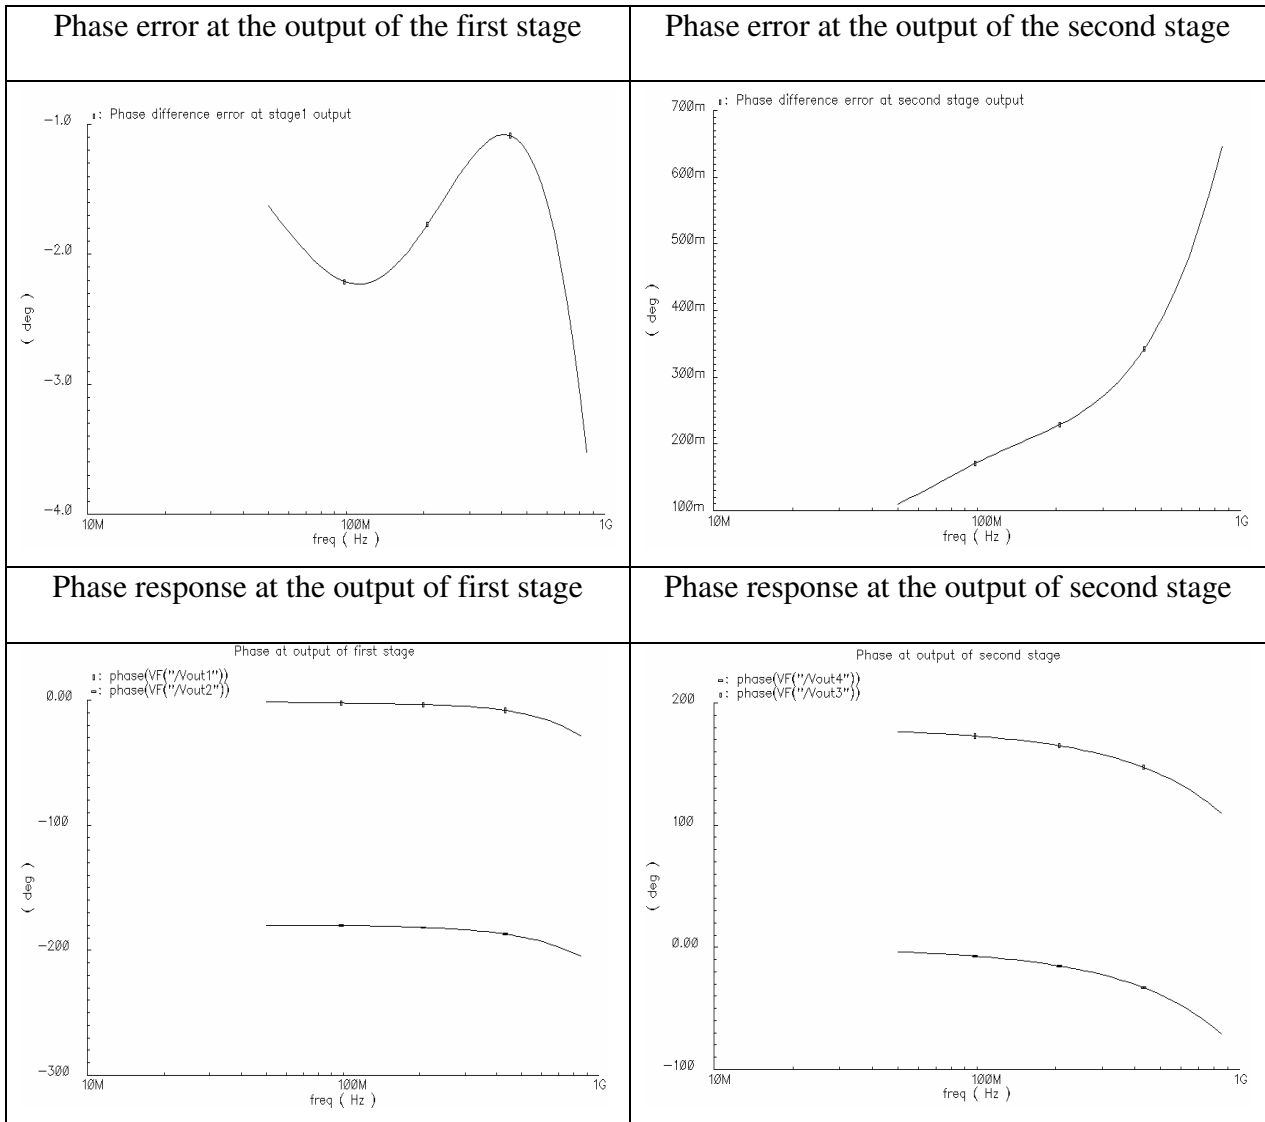 Phase error at the output of the first stage
Phase error at the output of the second stage
▯: Phase difference error at stage1 output
-1.0
-2.0
-3.0
-4.0
( deg )
10M
100M
1G
freq ( Hz )
▯: Phase difference error at second stage output
700m
600m
500m
400m
300m
200m
100m
( deg )
10M
100M
1G
freq ( Hz )
Phase response at the output of first stage
Phase response at the output of second stage
Phase at output of first stage
▯: phase(VF("/Vout1"))
▭: phase(VF("/Vout2"))
0.00
-100
-200
-300
( deg )
10M
100M
1G
freq ( Hz )
Phase at output of second stage
▭: phase(VF("/Vout4"))
▯: phase(VF("/Vout3"))
200
100
0.00
-100
( deg )
10M
100M
1G
freq ( Hz )